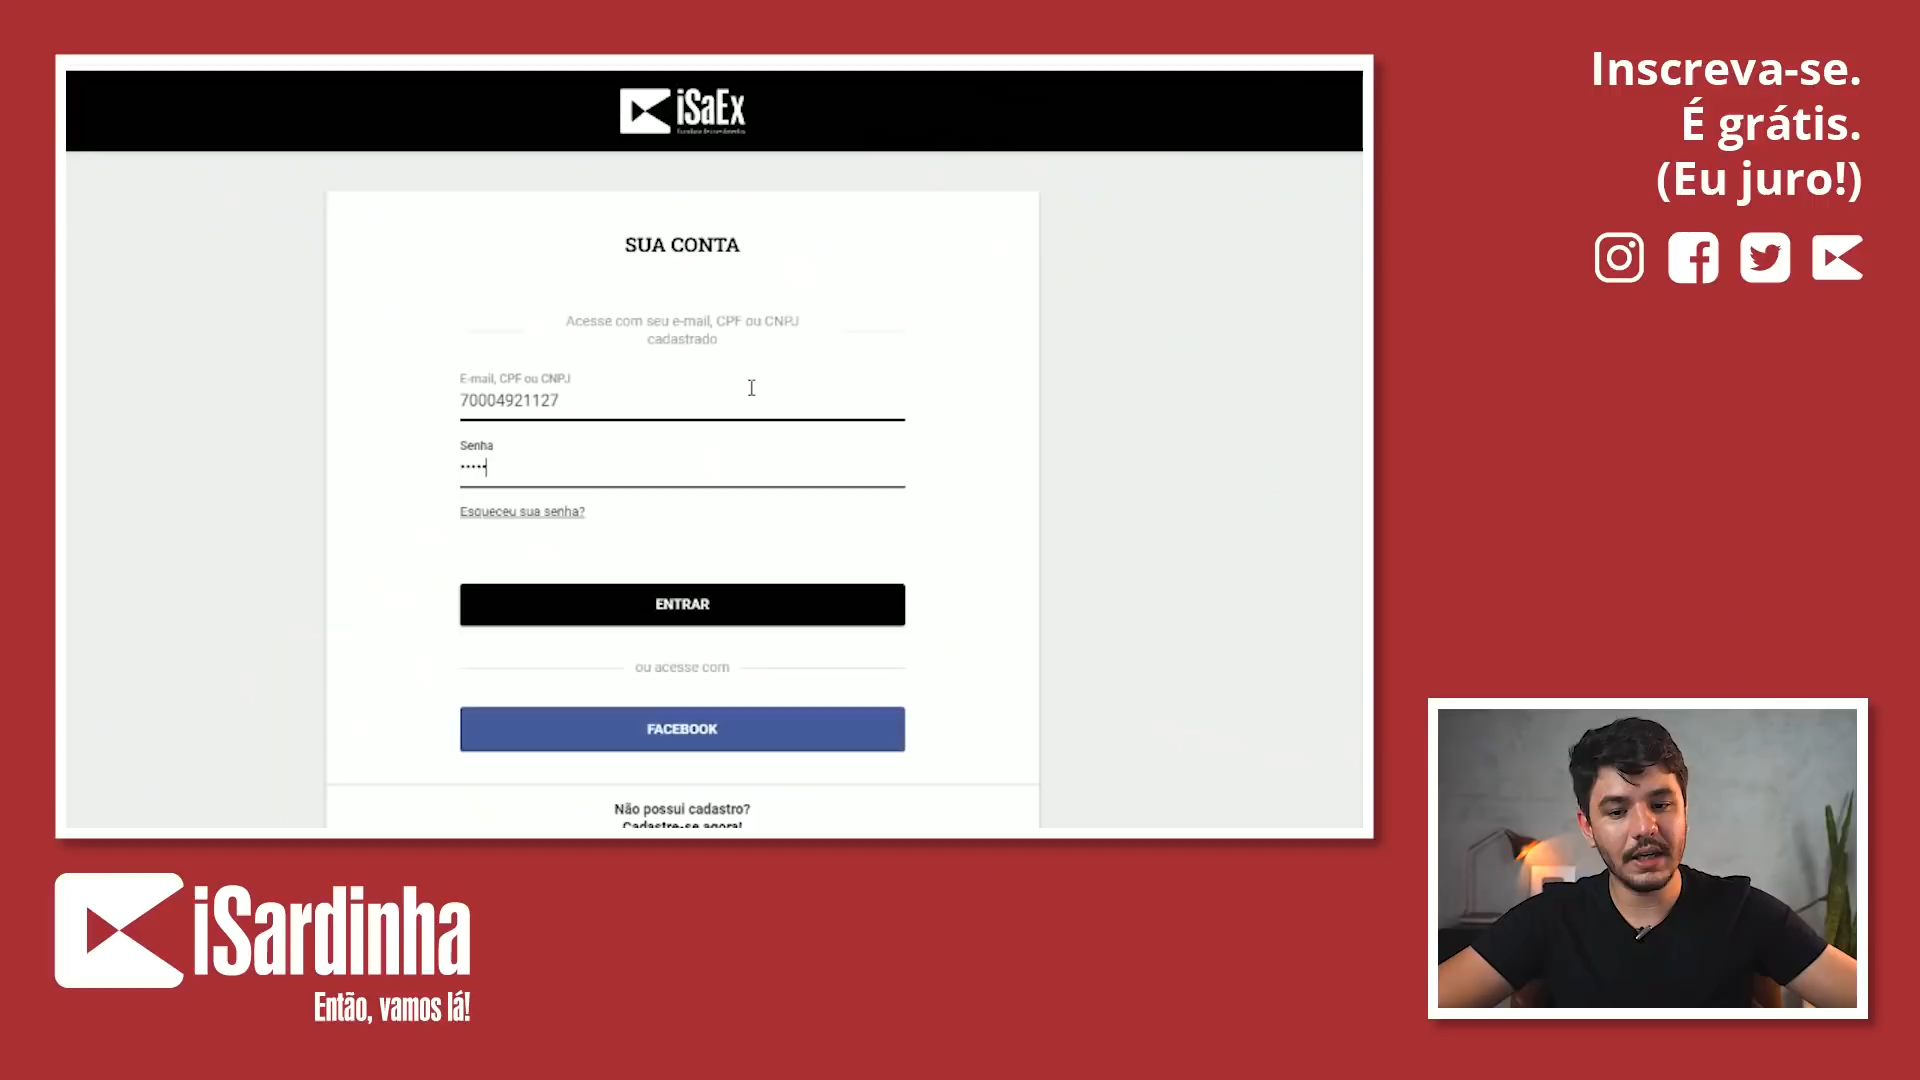 iSaEx
SUA CONTA
Acesse com seu e-mail, CPF ou CNPJ
cadastrado
E-mail, CPF ou CNPJ
70004921127
Senha
•••••
Esqueceu sua senha?
ENTRAR
ou acesse com
FACEBOOK
Não possui cadastro?
Cadastre-se agora!
Inscreva-se.
É grátis.
(Eu juro!)
iSardinha
Então, vamos lá!